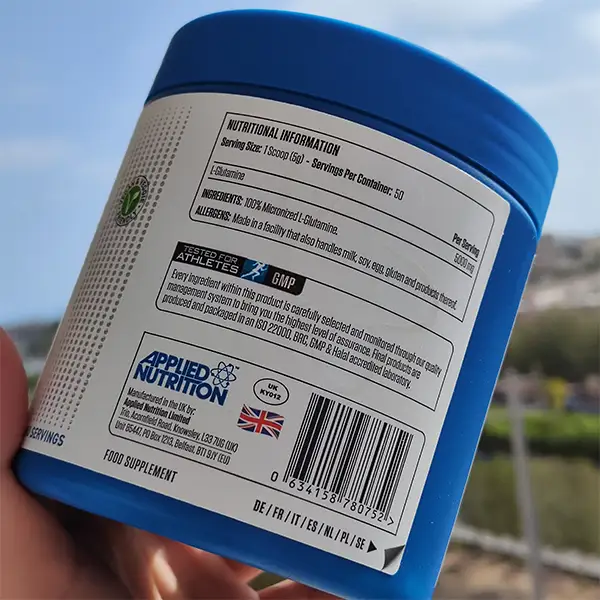 NUTRITIONAL INFORMATION
Serving Size: 1 Scoop (5g) - Servings Per Container: 50
Per Serving
L-Glutamine 5000 mg
INGREDIENTS: 100% Micronized L-Glutamine.
ALLERGENS: Made in a facility that also handles milk, soy, egg, gluten and products thereof.
TESTED FOR
ATHLETES
GMP
Every ingredient within this product is carefully selected and monitored through our quality
management system to bring you the highest level of assurance. Final products are
produced and packaged in an ISO 22000, BRC, GMP & Halal accredited laboratory.
APPLIED
NUTRITION
UK
KY012
Manufactured in the UK by:
Applied Nutrition Limited
Acornfield Road, Knowsley, L33 7UG (UK)
Unit 65447, PO Box 1213, Belfast, BT1 9JY (EU)
0 634158 780752 >
SERVINGS
FOOD SUPPLEMENT
DE / FR / IT / ES / NL / PL / SE